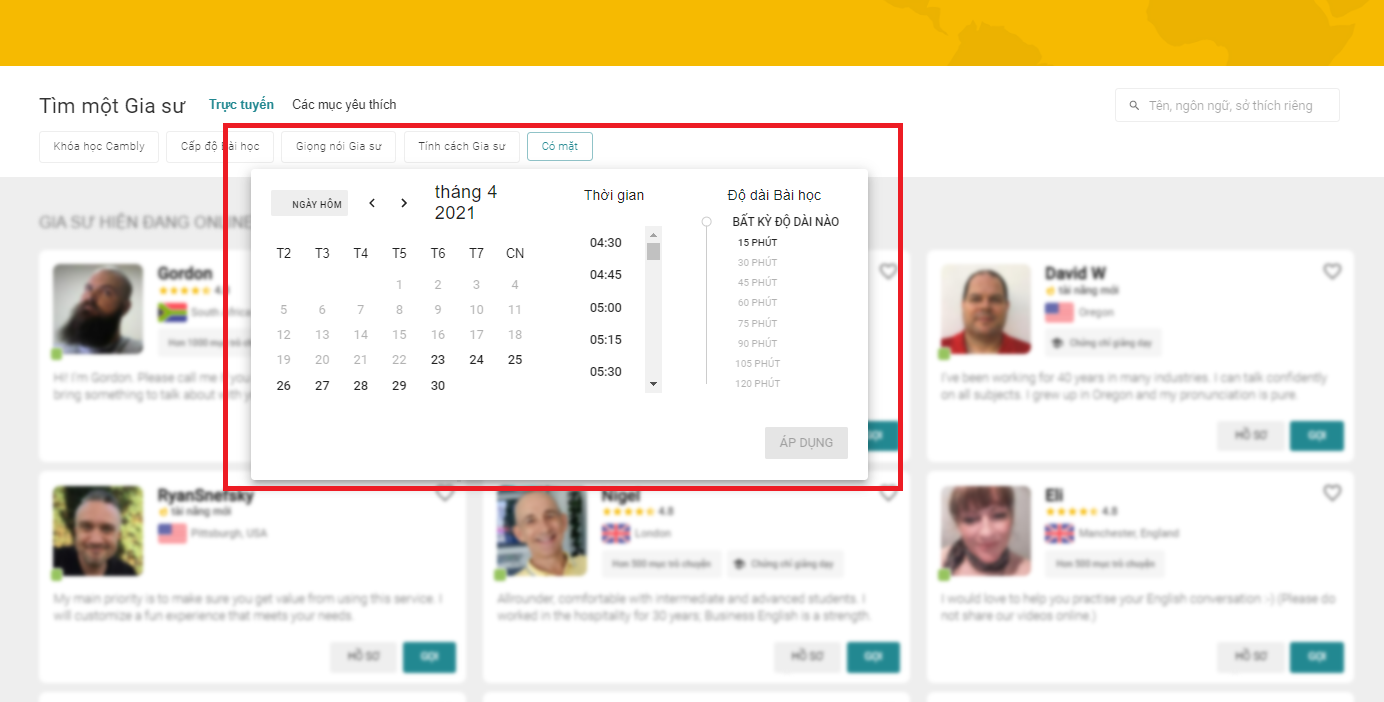 Tìm một Gia sư Trực tuyến Các mục yêu thích
Tên, ngôn ngữ, sở thích riêng
Khóa học Cambly Cấp độ Bài học Giọng nói Gia sư Tính cách Gia sư Có mặt
GIA SƯ HIỆN ĐANG ONLINE
NGÀY HÔM
tháng 4
2021
T2 T3 T4 T5 T6 T7 CN
1 2 3 4
5 6 7 8 9 10 11
12 13 14 15 16 17 18
19 20 21 22 23 24 25
26 27 28 29 30
Thời gian
04:30
04:45
05:00
05:15
05:30
Độ dài Bài học
BẤT KỲ ĐỘ DÀI NÀO
15 PHÚT
30 PHÚT
45 PHÚT
60 PHÚT
75 PHÚT
90 PHÚT
105 PHÚT
120 PHÚT
ÁP DỤNG
Gordon
South
Hơn 1000 mục
Hi! I'm Gordon. Please call me
bring something to talk about with
GỌI
David W
tài năng mới
Oregon
Chứng chỉ giảng dạy
I've been working for 40 years in many industries. I can talk confidently
on all subjects. I grew up in Oregon and my pronunciation is pure.
HỒ SƠ GỌI
RyanSnefsky
tài năng mới
Pittsburgh, USA
My main priority is to make sure you get value from using this service. I
will customize a fun experience that meets your needs.
HỒ SƠ GỌI
Nigel
4.8
London
Hơn 500 mục trò chuyện Chứng chỉ giảng dạy
Allrounder, comfortable with intermediate and advanced students. I
worked in the hospitality for 30 years; Business English is a strength.
HỒ SƠ GỌI
Eli
4.8
Manchester, England
Hơn 500 mục trò chuyện
I would love to help you practise your English conversation :-) (Please do
not share our videos online.)
HỒ SƠ GỌI